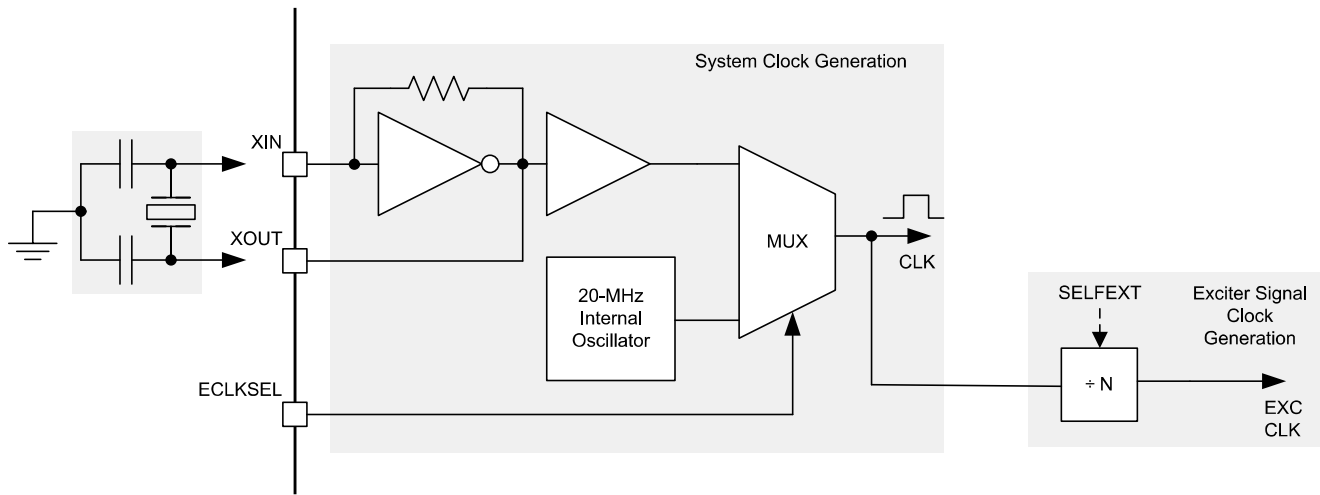 System Clock Generation
XIN
XOUT
MUX
CLK
20-MHz
Internal
Oscillator
ECLKSEL
SELFEXT
Exciter Signal
Clock
Generation
÷ N
EXC
CLK